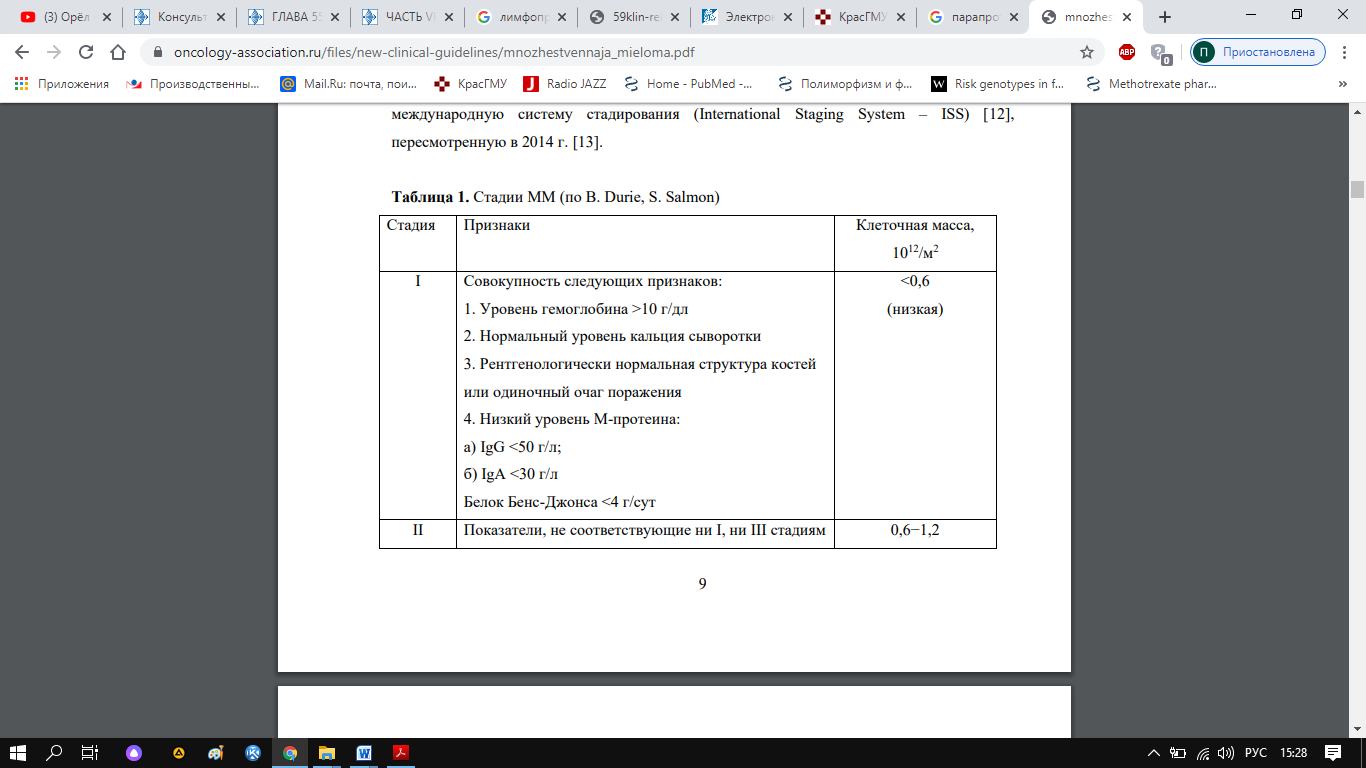 (3) Орёл
Консульт
ГЛАВА 55
ЧАСТЬ V
лимфопр
59klin-re
Электрон
КрасГМУ
парапрот
mnozhes
oncology-association.ru/files/new-clinical-guidelines/mnozhestvennaja_mieloma.pdf
ABP
0
П Приостановлена
Приложения
Производственны...
Mail.Ru: почта, пои...
КрасГМУ
Radio JAZZ
Home - PubMed -...
Полиморфизм и ф...
Risk genotypes in f...
Methotrexate phar...
»
международную систему стадирования (International Staging System – ISS) [12],
пересмотренную в 2014 г. [13].
Таблица 1. Стадии ММ (по B. Durie, S. Salmon)
Стадия
Признаки
Клеточная масса,
10¹²/м²
I
Совокупность следующих признаков:
1. Уровень гемоглобина >10 г/дл
2. Нормальный уровень кальция сыворотки
3. Рентгенологически нормальная структура костей
или одиночный очаг поражения
4. Низкий уровень М-протеина:
а) IgG <50 г/л;
б) IgA <30 г/л
Белок Бенс-Джонса <4 г/сут
<0,6
(низкая)
II
Показатели, не соответствующие ни I, ни III стадиям
0,6−1,2
9
РУС
15:28